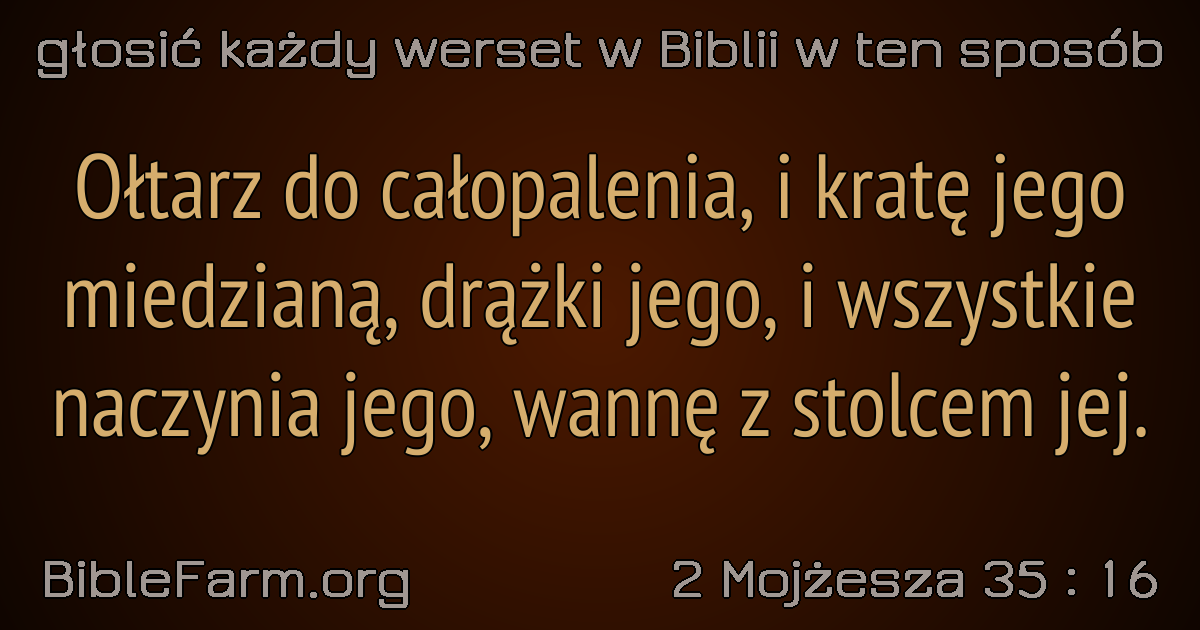 głosić każdy werset w Biblii w ten sposób
Ołtarz do całopalenia, i kratę jego
miedzianą, drążki jego, i wszystkie
naczynia jego, wannę z stolcem jej.
BibleFarm.org
2 Mojżesza 35 : 16